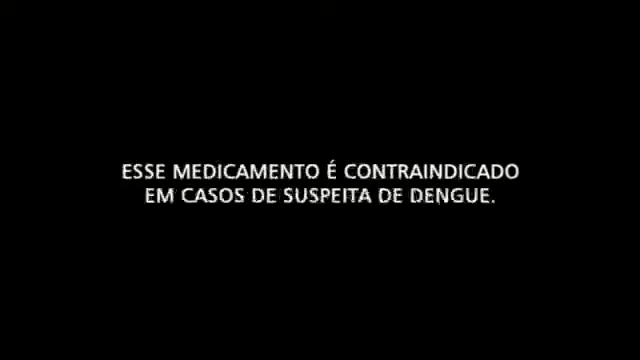 ESSE MEDICAMENTO É CONTRAINDICADO
EM CASOS DE SUSPEITA DE DENGUE.